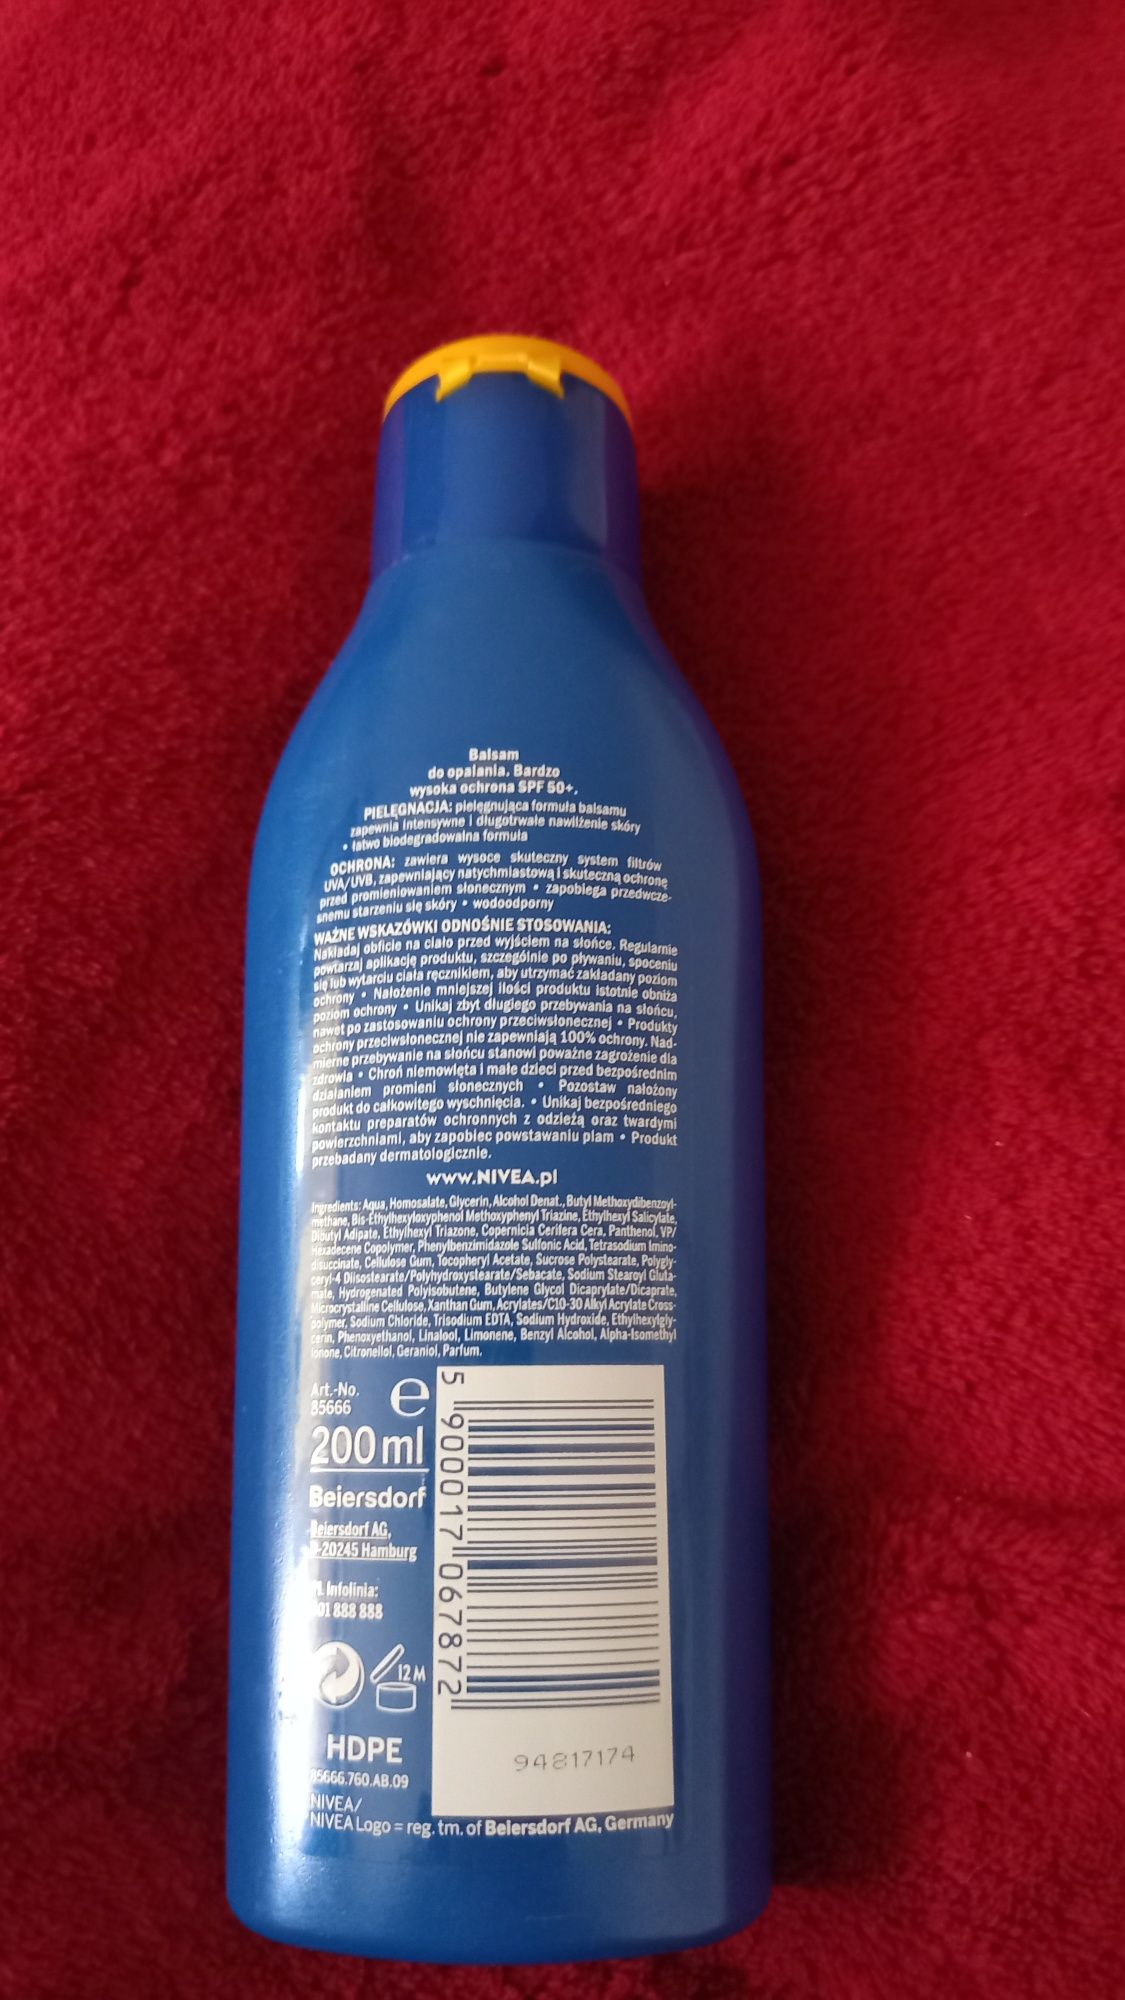 Balsam
do opalania. Bardzo
wysoka ochrona SPF 50+.
PIELĘGNACJA: pielęgnująca formuła balsamu
zapewnia intensywne i długotrwałe nawilżenie skóry
• łatwo biodegradowalna formuła
OCHRONA: zawiera wysoce skuteczny system filtrów
UVA/UVB, zapewniający natychmiastową i skuteczną ochronę
przed promieniowaniem słonecznym • zapobiega przedwcze-
snemu starzeniu się skóry • wodoodporny
WAŻNE WSKAZÓWKI ODNOŚNIE STOSOWANIA:
Nakładaj obficie na ciało przed wyjściem na słońce. Regularnie
powtarzaj aplikację produktu, szczególnie po pływaniu, spoceniu
się lub wytarciu ciała ręcznikiem, aby utrzymać zakładany poziom
ochrony • Nałożenie mniejszej ilości produktu istotnie obniża
poziom ochrony • Unikaj zbyt długiego przebywania na słońcu,
nawet po zastosowaniu ochrony przeciwsłonecznej • Produkty
ochrony przeciwsłonecznej nie zapewniają 100% ochrony. Nad-
mierne przebywanie na słońcu stanowi poważne zagrożenie dla
zdrowia • Chroń niemowlęta i małe dzieci przed bezpośrednim
działaniem promieni słonecznych • Pozostaw nałożony
produkt do całkowitego wyschnięcia. • Unikaj bezpośredniego
kontaktu preparatów ochronnych z odzieżą oraz twardymi
powierzchniami, aby zapobiec powstawaniu plam • Produkt
przebadany dermatologicznie.
www.NIVEA.pl
Ingredients: Aqua, Homosalate, Glycerin, Alcohol Denat., Butyl Methoxydibenzoyl-
methane, Bis-Ethylhexyloxyphenol Methoxyphenyl Triazine, Ethylhexyl Salicylate,
Dibutyl Adipate, Ethylhexyl Triazone, Copernicia Cerifera Cera, Panthenol, VP/
Hexadecene Copolymer, Phenylbenzimidazole Sulfonic Acid, Tetrasodium Imino-
disuccinate, Cellulose Gum, Tocopheryl Acetate, Sucrose Polystearate, Polygly-
ceryl-4 Diisostearate/Polyhydroxystearate/Sebacate, Sodium Stearoyl Gluta-
mate, Hydrogenated Polyisobutene, Butylene Glycol Dicaprylate/Dicaprate,
Microcrystalline Cellulose, Xanthan Gum, Acrylates/C10-30 Alkyl Acrylate Cross-
polymer, Sodium Chloride, Trisodium EDTA, Sodium Hydroxide, Ethylhexylgly-
cerin, Phenoxyethanol, Linalool, Limonene, Benzyl Alcohol, Alpha-Isomethyl
Ionone, Citronellol, Geraniol, Parfum.
Art.-No.
85666
e
200 ml
Beiersdorf
Beiersdorf AG,
D-20245 Hamburg
Infolinia:
888 888
12 M
HDPE
85666.760.AB.09
5 900017 067872
94817174
NIVEA/
NIVEA Logo = reg. tm. of Beiersdorf AG, Germany